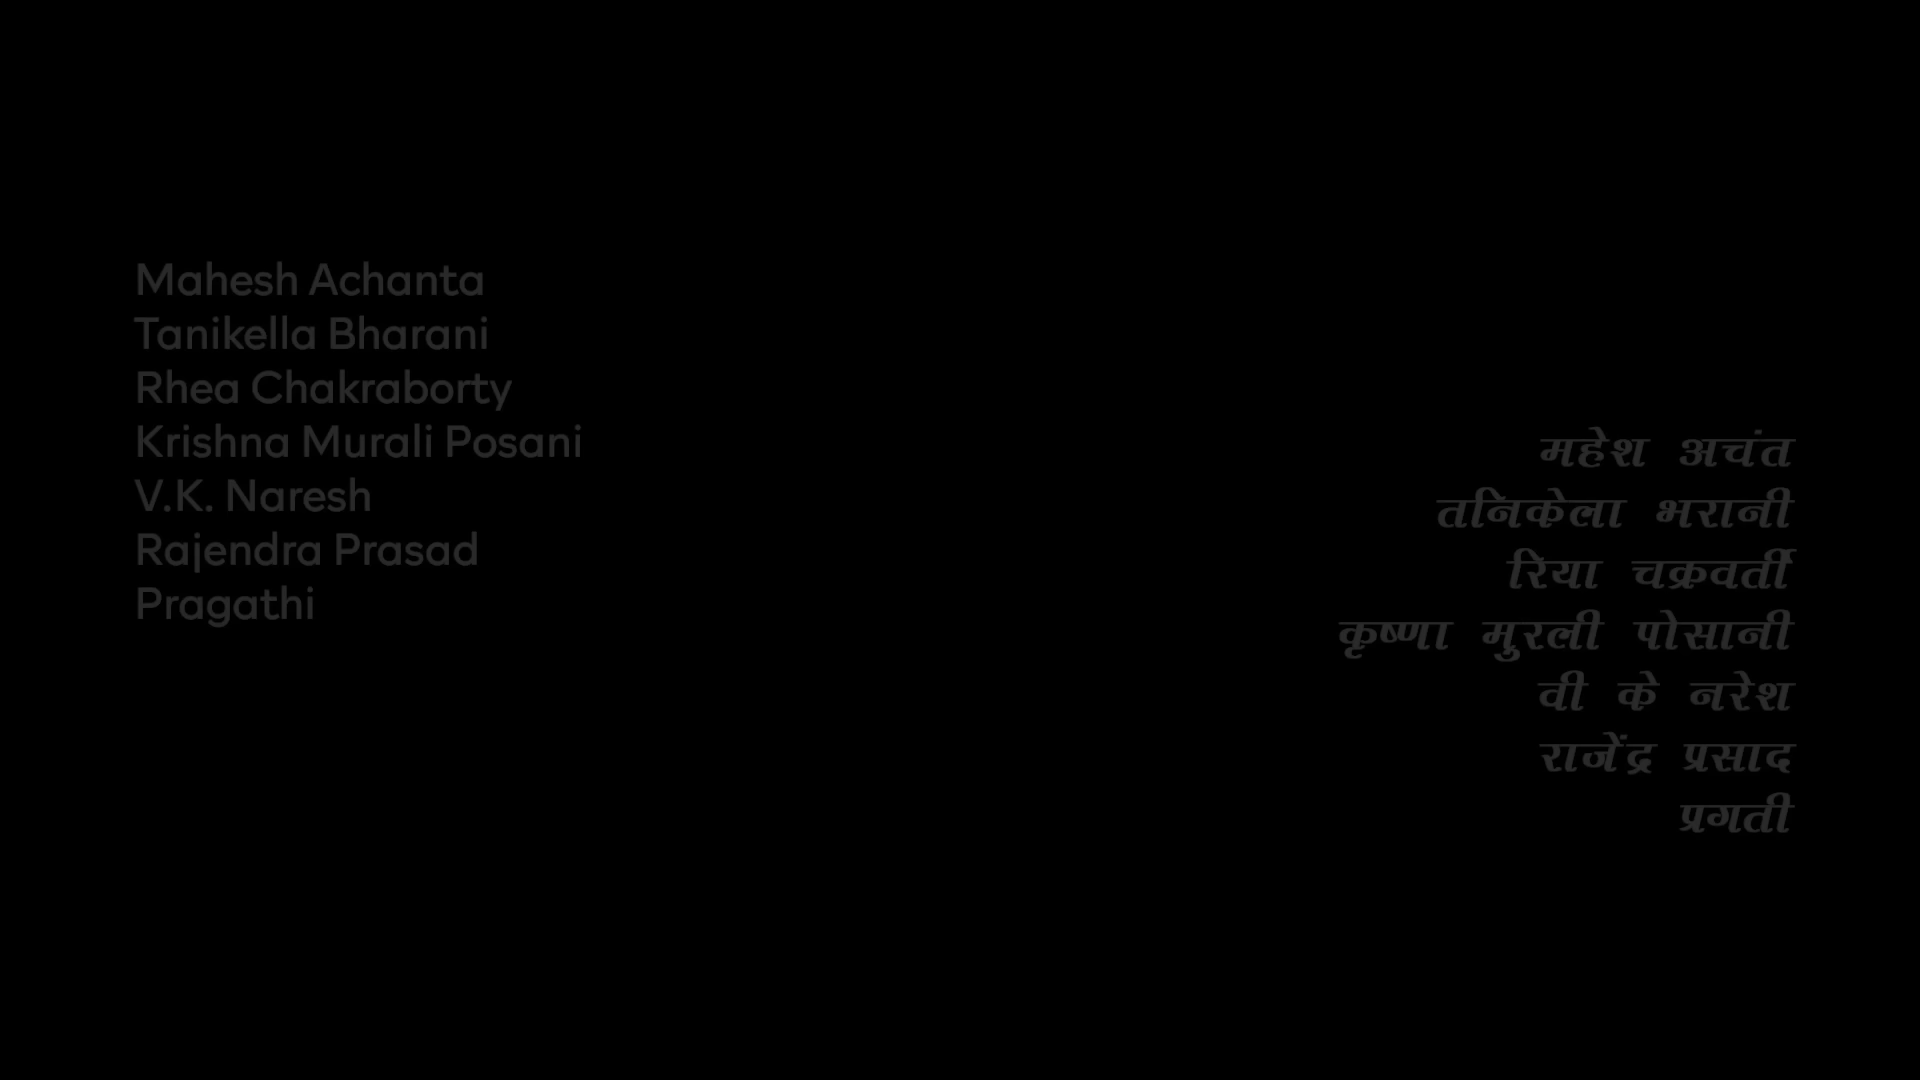 Mahesh Achanta
Tanikella Bharani
Rhea Chakraborty
Krishna Murali Posani
V.K. Naresh
Rajendra Prasad
Pragathi
महेश अचंत
तनिकेला भरानी
रिया चक्रवर्ती
कृष्णा मुरली पोसानी
वी के नरेश
राजेंद्र प्रसाद
प्रगती